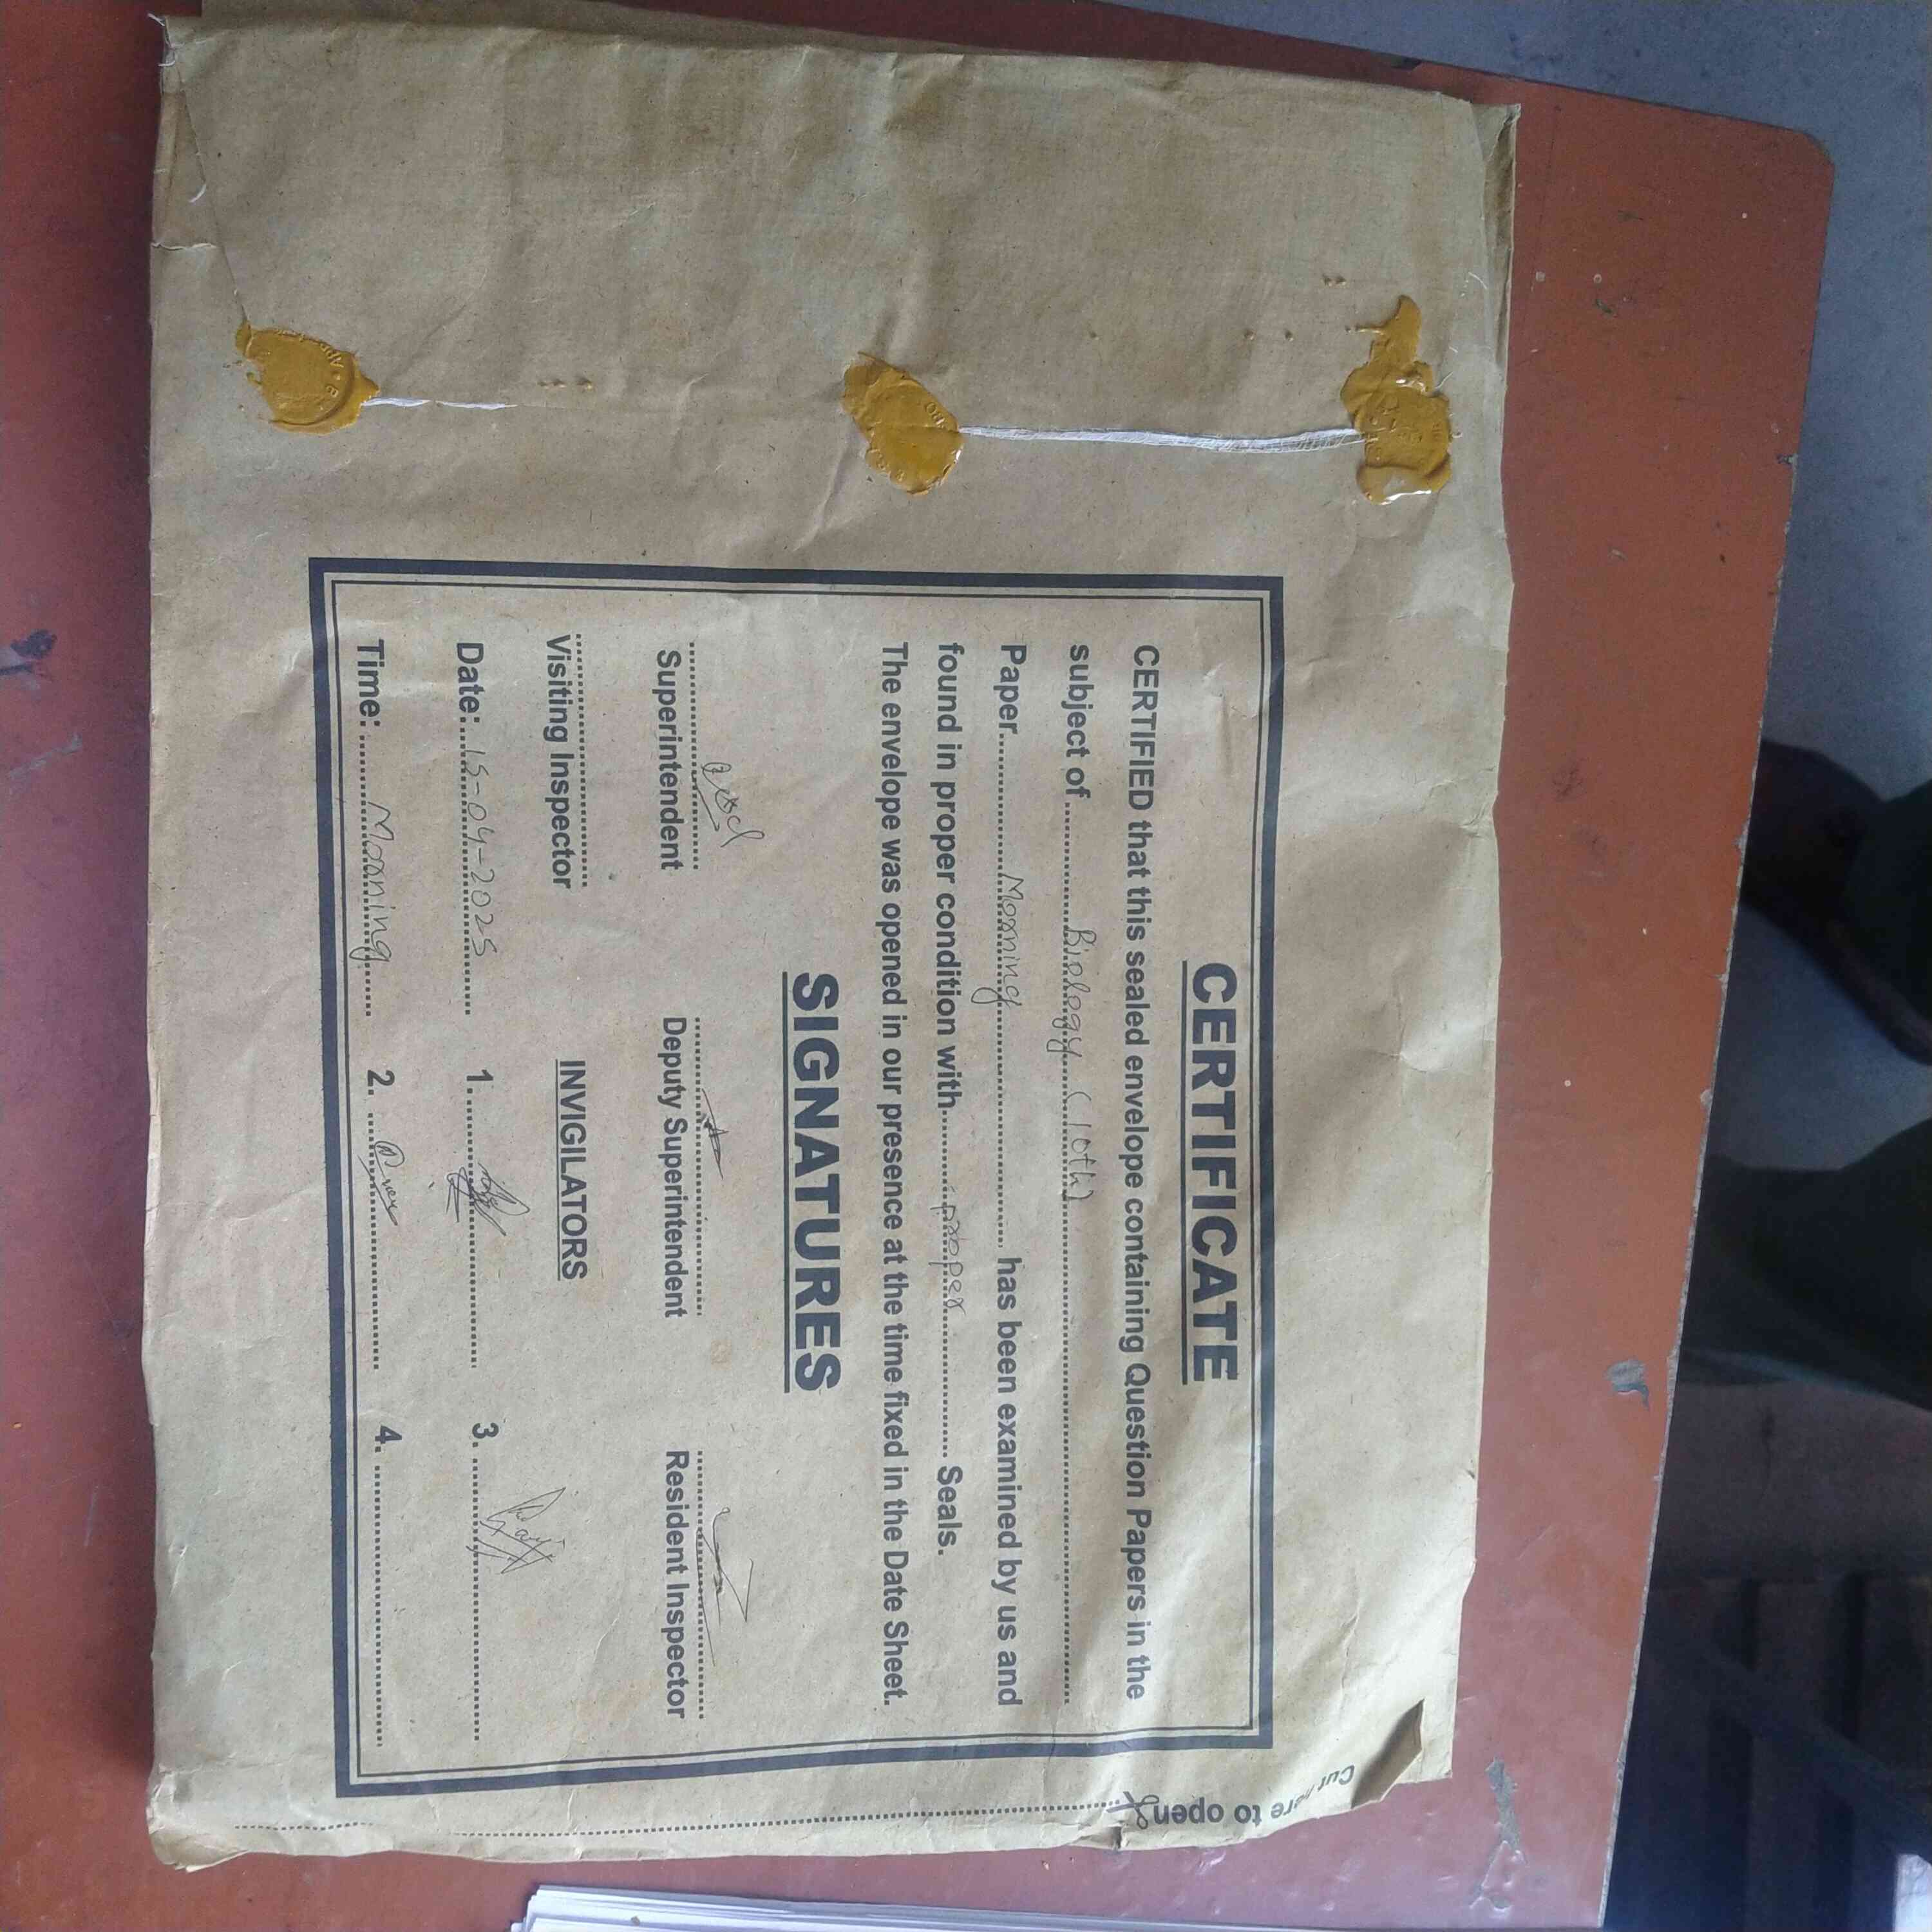 CERTIFICATE
CERTIFIED that this sealed envelope containing Question Papers in the
subject of .......... Biology (10th) ..........
Paper .......... Morning .......... has been examined by us and
found in proper condition with .......... proper .......... Seals.
The envelope was opened in our presence at the time fixed in the Date Sheet.
SIGNATURES
Superintendent Deputy Superintendent Resident Inspector
Visiting Inspector INVIGILATORS
Date: 15-04-2025 1. .......... 3. ..........
Time: Morning 2. .......... 4. ..........
Cut here to open